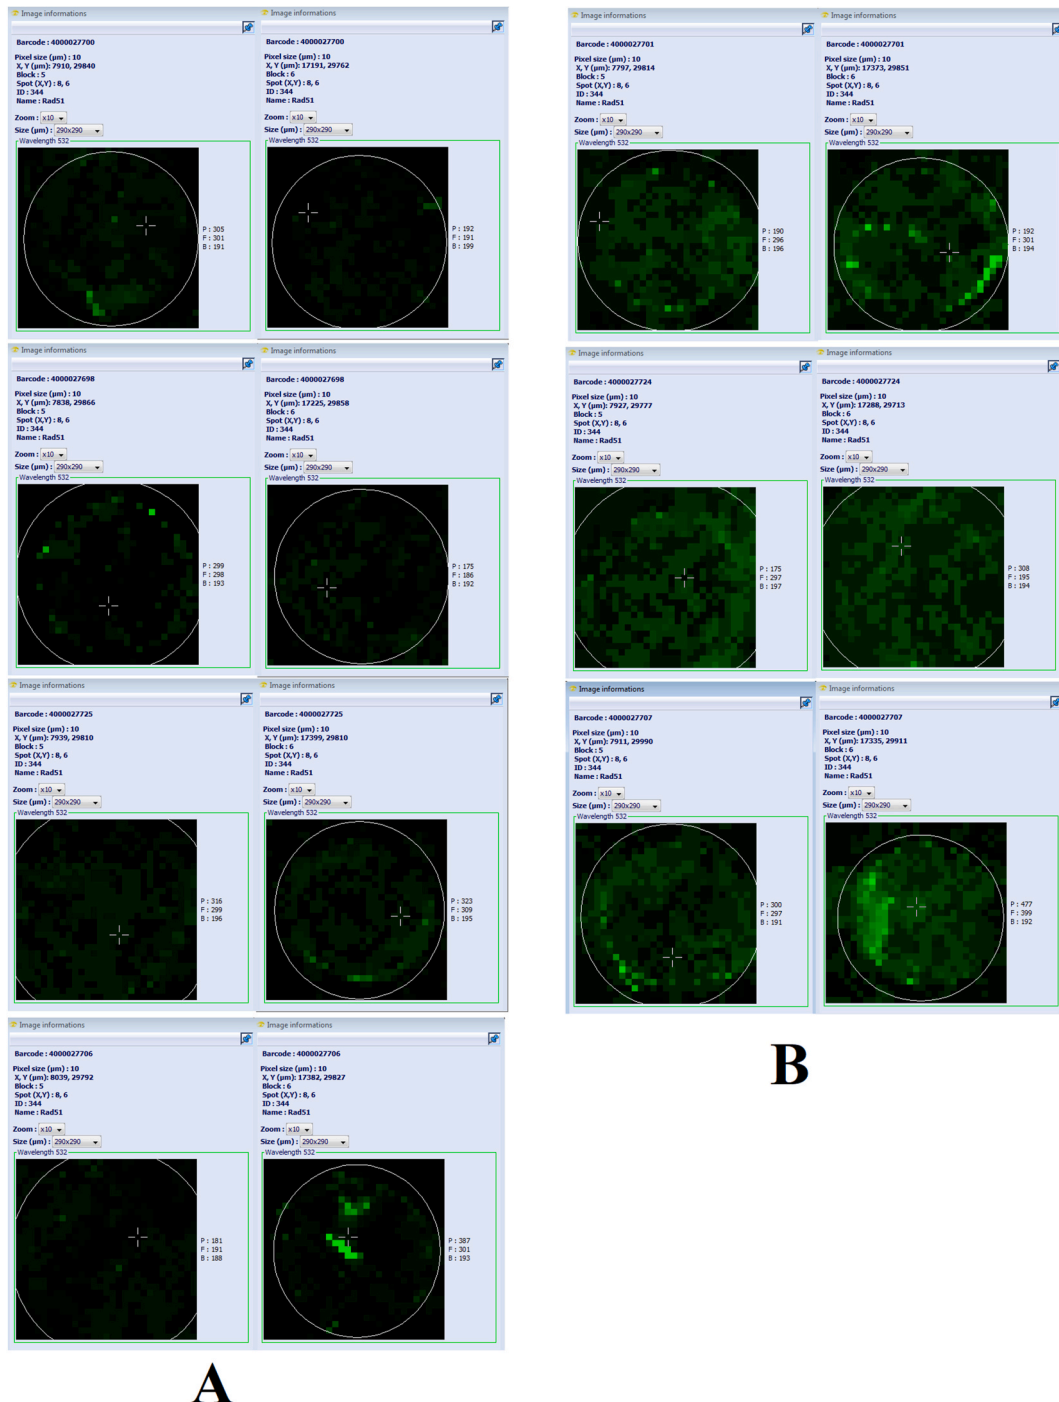 Image informations
Barcode : 4000027700
Pixel size (µm) : 10
X, Y (µm): 7910, 29840
Block : 5
Spot (X,Y) : 8, 6
ID : 344
Name : Rad51
Zoom : x10
Size (µm) : 290x290
Wavelength 532
P : 305
F : 301
B : 191
Image informations
Barcode : 4000027700
Pixel size (µm) : 10
X, Y (µm): 17191, 29762
Block : 6
Spot (X,Y) : 8, 6
ID : 344
Name : Rad51
Zoom : x10
Size (µm) : 290x290
Wavelength 532
P : 192
F : 191
B : 199
Image informations
Barcode : 4000027698
Pixel size (µm) : 10
X, Y (µm): 7838, 29866
Block : 5
Spot (X,Y) : 8, 6
ID : 344
Name : Rad51
Zoom : x10
Size (µm) : 290x290
Wavelength 532
P : 299
F : 298
B : 193
Image informations
Barcode : 4000027698
Pixel size (µm) : 10
X, Y (µm): 17225, 29858
Block : 6
Spot (X,Y) : 8, 6
ID : 344
Name : Rad51
Zoom : x10
Size (µm) : 290x290
Wavelength 532
P : 175
F : 186
B : 192
Image informations
Barcode : 4000027725
Pixel size (µm) : 10
X, Y (µm): 7939, 29810
Block : 5
Spot (X,Y) : 8, 6
ID : 344
Name : Rad51
Zoom : x10
Size (µm) : 290x290
Wavelength 532
P : 316
F : 299
B : 196
Image informations
Barcode : 4000027725
Pixel size (µm) : 10
X, Y (µm): 17399, 29810
Block : 6
Spot (X,Y) : 8, 6
ID : 344
Name : Rad51
Zoom : x10
Size (µm) : 290x290
Wavelength 532
P : 323
F : 309
B : 195
Image informations
Barcode : 4000027706
Pixel size (µm) : 10
X, Y (µm): 8039, 29792
Block : 5
Spot (X,Y) : 8, 6
ID : 344
Name : Rad51
Zoom : x10
Size (µm) : 290x290
Wavelength 532
P : 181
F : 191
B : 188
Image informations
Barcode : 4000027706
Pixel size (µm) : 10
X, Y (µm): 17382, 29827
Block : 6
Spot (X,Y) : 8, 6
ID : 344
Name : Rad51
Zoom : x10
Size (µm) : 290x290
Wavelength 532
P : 387
F : 301
B : 193
A
Image informations
Barcode : 4000027701
Pixel size (µm) : 10
X, Y (µm): 7797, 29814
Block : 5
Spot (X,Y) : 8, 6
ID : 344
Name : Rad51
Zoom : x10
Size (µm) : 290x290
Wavelength 532
P : 190
F : 296
B : 196
Image informations
Barcode : 4000027701
Pixel size (µm) : 10
X, Y (µm): 17373, 29851
Block : 6
Spot (X,Y) : 8, 6
ID : 344
Name : Rad51
Zoom : x10
Size (µm) : 290x290
Wavelength 532
P : 192
F : 301
B : 194
Image informations
Barcode : 4000027724
Pixel size (µm) : 10
X, Y (µm): 7927, 29777
Block : 5
Spot (X,Y) : 8, 6
ID : 344
Name : Rad51
Zoom : x10
Size (µm) : 290x290
Wavelength 532
P : 175
F : 297
B : 197
Image informations
Barcode : 4000027724
Pixel size (µm) : 10
X, Y (µm): 17288, 29713
Block : 6
Spot (X,Y) : 8, 6
ID : 344
Name : Rad51
Zoom : x10
Size (µm) : 290x290
Wavelength 532
P : 308
F : 195
B : 194
Image informations
Barcode : 4000027707
Pixel size (µm) : 10
X, Y (µm): 7911, 29990
Block : 5
Spot (X,Y) : 8, 6
ID : 344
Name : Rad51
Zoom : x10
Size (µm) : 290x290
Wavelength 532
P : 300
F : 297
B : 191
Image informations
Barcode : 4000027707
Pixel size (µm) : 10
X, Y (µm): 17335, 29911
Block : 6
Spot (X,Y) : 8, 6
ID : 344
Name : Rad51
Zoom : x10
Size (µm) : 290x290
Wavelength 532
P : 477
F : 399
B : 192
B